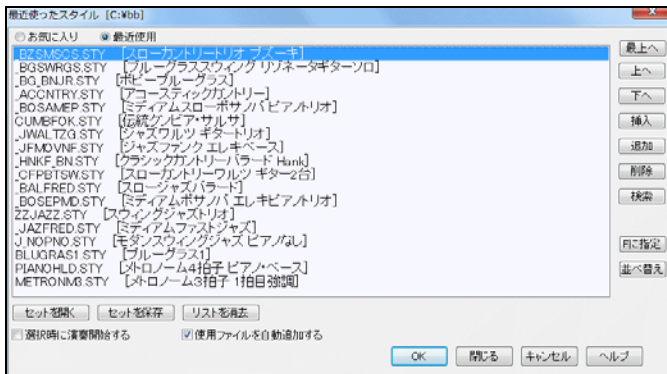 最近使ったスタイル [C:¥bb]
お気に入り 最近使用
_BZSMSCS.STY [スローカントリートリオ ブズーキ]
_BGSWRGS.STY [ブルーグラススウィング リゾネータギターソロ]
_BG_BNJR.STY [ポピーブルーグラス]
_ACCNTRY.STY [アコースティックカントリー]
_BOSAMEP.STY [ミディアムスローボサノバ ピアノトリオ]
CUMBFOK.STY [伝統クンビア・サルサ]
_JWALTZG.STY [ジャズワルツ ギタートリオ]
_JFMOVNF.STY [ジャズファンク エレキベース]
_HNKF_BN.STY [クラシックカントリーバラード Hank]
_CFPBTSW.STY [スローカントリーワルツ ギター2台]
_BALFRED.STY [スロージャズバラード]
_BOSEPMD.STY [ミディアムボサノバ エレキピアノトリオ]
ZZJAZZ.STY [スウィングジャズトリオ]
_JAZFRED.STY [ミディアムファストジャズ]
J_NOPNO.STY [モダンスウィングジャズ ピアノなし]
BLUGRAS1.STY [ブルーグラス1]
PIANOHLD.STY [メトロノーム4拍子 ピアノ・ベース]
METRONM3.STY [メトロノーム3拍子 1拍目強調]
最上へ
上へ
下へ
挿入
追加
削除
検索
Fに指定
並べ替え
セットを開く セットを保存 リストを消去
選択時に演奏開始する 使用ファイルを自動追加する
OK 閉じる キャンセル ヘルプ